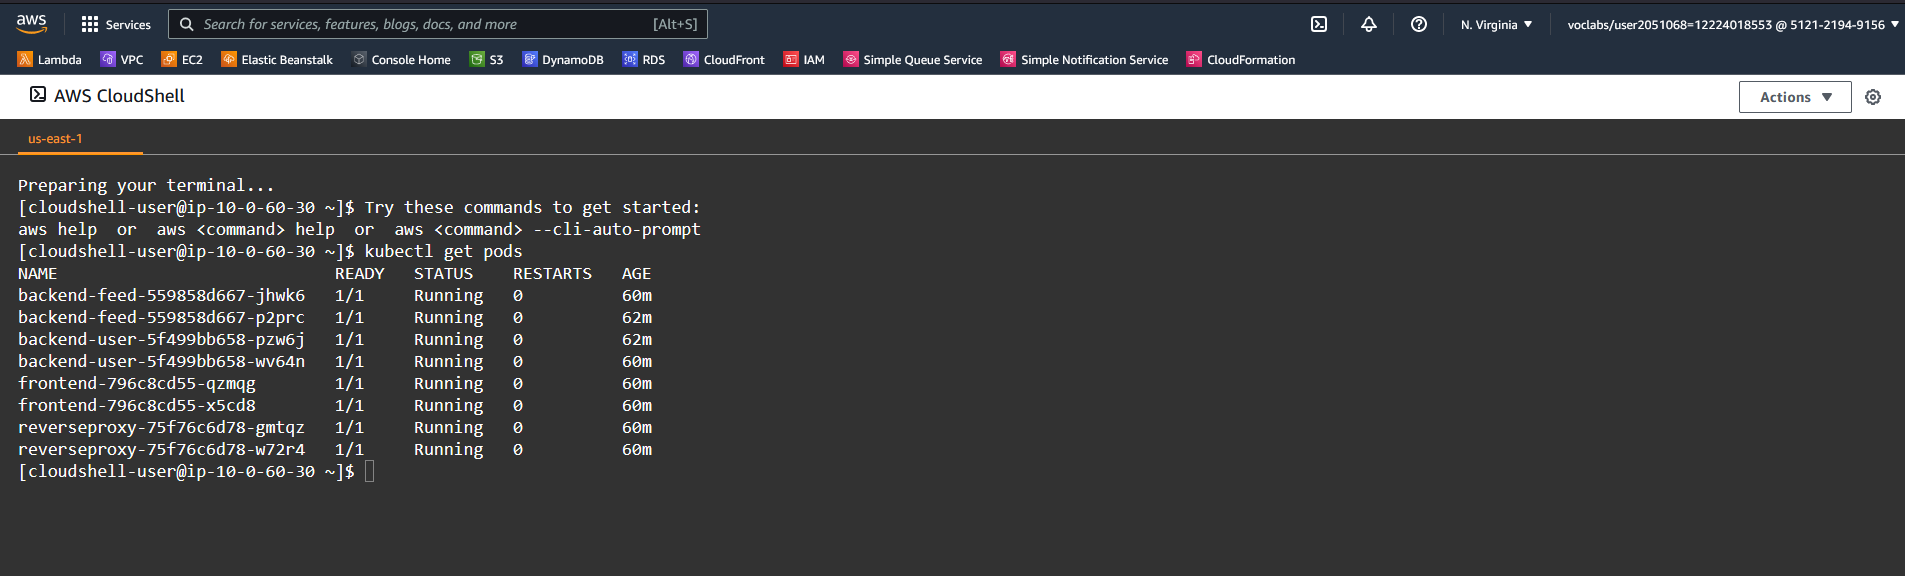 aws Services Search for services, features, blogs, docs, and more [Alt+S] N. Virginia voclabs/user2051068=12224018553 @ 5121-2194-9156
Lambda VPC EC2 Elastic Beanstalk Console Home S3 DynamoDB RDS CloudFront IAM Simple Queue Service Simple Notification Service CloudFormation
AWS CloudShell Actions
us-east-1
Preparing your terminal...
[cloudshell-user@ip-10-0-60-30 ~]$ Try these commands to get started:
aws help  or  aws <command> help  or  aws <command> --cli-auto-prompt
[cloudshell-user@ip-10-0-60-30 ~]$ kubectl get pods
NAME                            READY   STATUS    RESTARTS   AGE
backend-feed-559858d667-jhwk6   1/1     Running   0          60m
backend-feed-559858d667-p2prc   1/1     Running   0          62m
backend-user-5f499bb658-pzw6j   1/1     Running   0          62m
backend-user-5f499bb658-wv64n   1/1     Running   0          60m
frontend-796c8cd55-qzmqg        1/1     Running   0          60m
frontend-796c8cd55-x5cd8        1/1     Running   0          60m
reverseproxy-75f76c6d78-gmtqz   1/1     Running   0          60m
reverseproxy-75f76c6d78-w72r4   1/1     Running   0          60m
[cloudshell-user@ip-10-0-60-30 ~]$